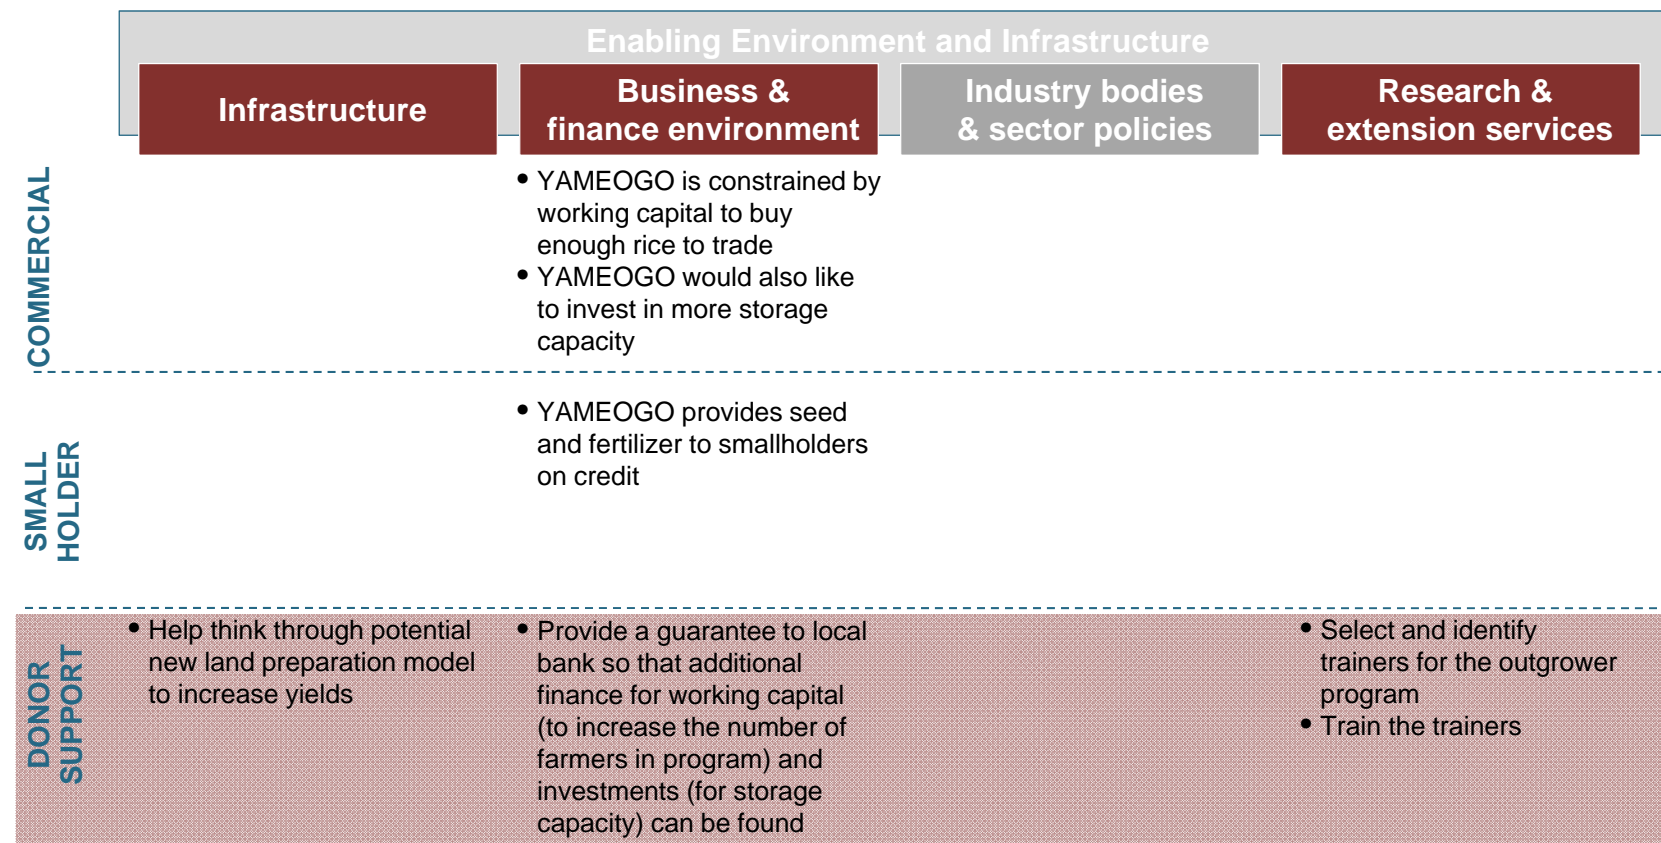 Enabling Environment and Infrastructure
Infrastructure
Business &
finance environment
Industry bodies
& sector policies
Research &
extension services
COMMERCIAL
• YAMEOGO is constrained by
working capital to buy
enough rice to trade
• YAMEOGO would also like
to invest in more storage
capacity
SMALL
HOLDER
• YAMEOGO provides seed
and fertilizer to smallholders
on credit
DONOR
SUPPORT
• Help think through potential
new land preparation model
to increase yields
• Provide a guarantee to local
bank so that additional
finance for working capital
(to increase the number of
farmers in program) and
investments (for storage
capacity) can be found
• Select and identify
trainers for the outgrower
program
• Train the trainers